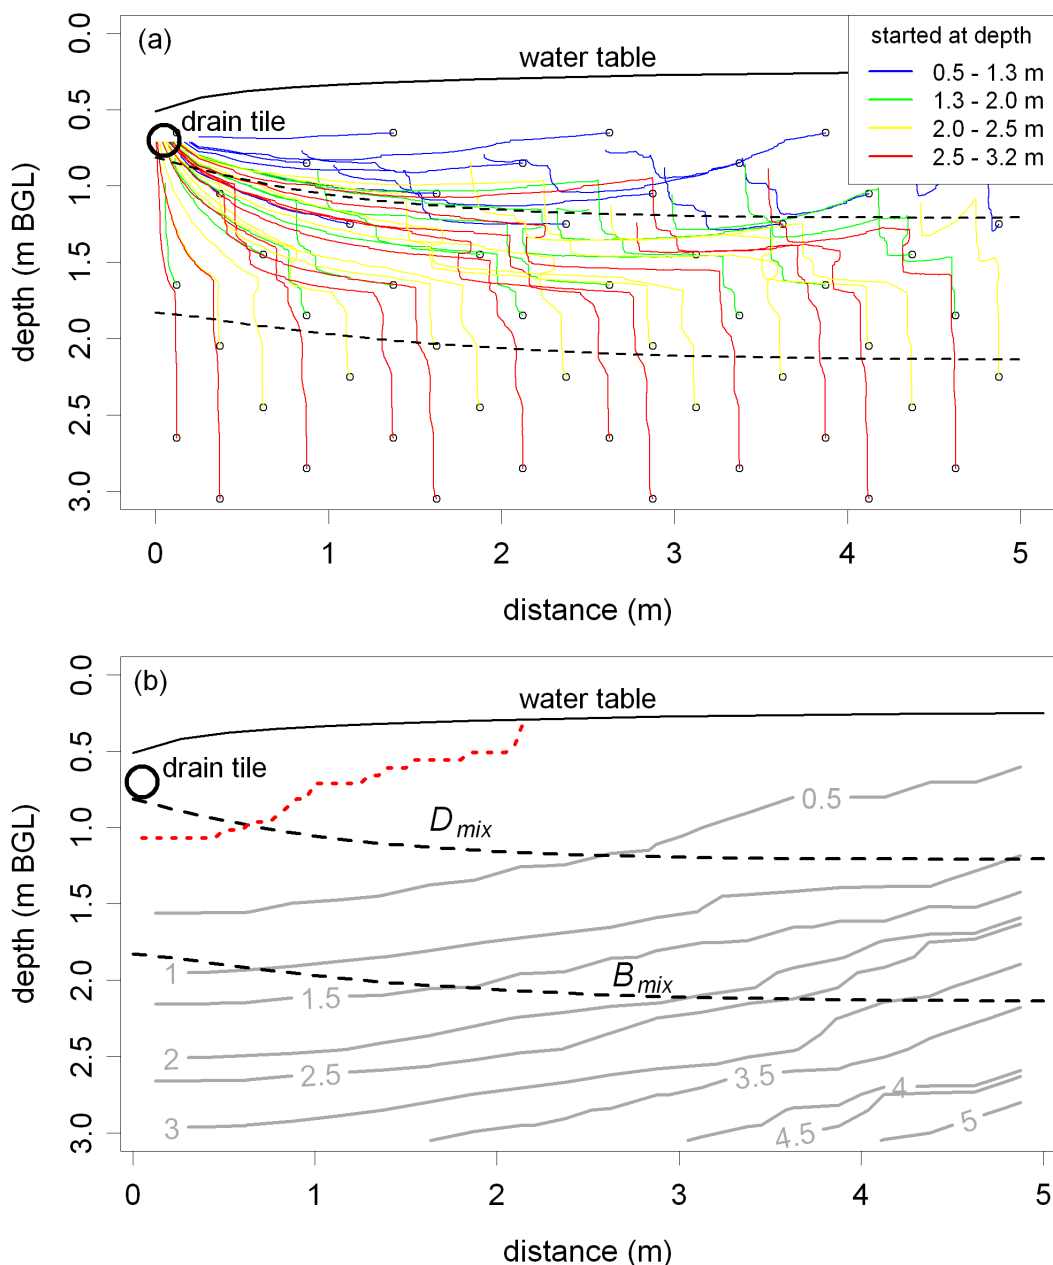 (a)
water table
drain tile
started at depth
0.5 - 1.3 m
1.3 - 2.0 m
2.0 - 2.5 m
2.5 - 3.2 m
0.0
0.5
1.0
1.5
2.0
2.5
3.0
depth (m BGL)
0 1 2 3 4 5
distance (m)
(b)
water table
drain tile
D mix
B mix
0.5
1
1.5
2
2.5
3
3.5
4
4.5
5
0.0
0.5
1.0
1.5
2.0
2.5
3.0
depth (m BGL)
0 1 2 3 4 5
distance (m)